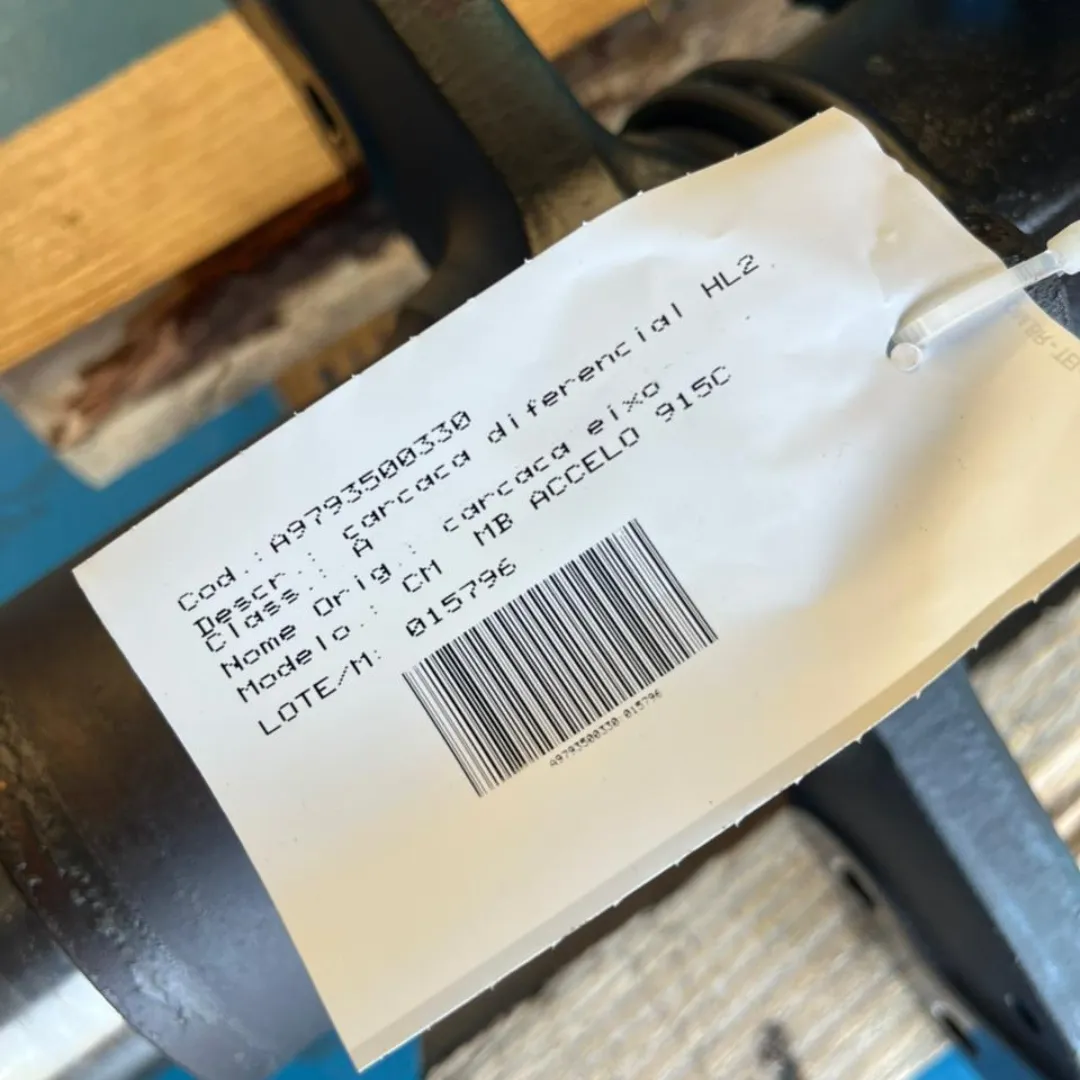 Cod.:A9793500330
Descr.: carcaca diferencial HL2
Class.: A
Nome Orig.: carcaca eixo
Modelo.: CM MB ACCELO 915C
LOTE/M: 015796
A9793500330 015796